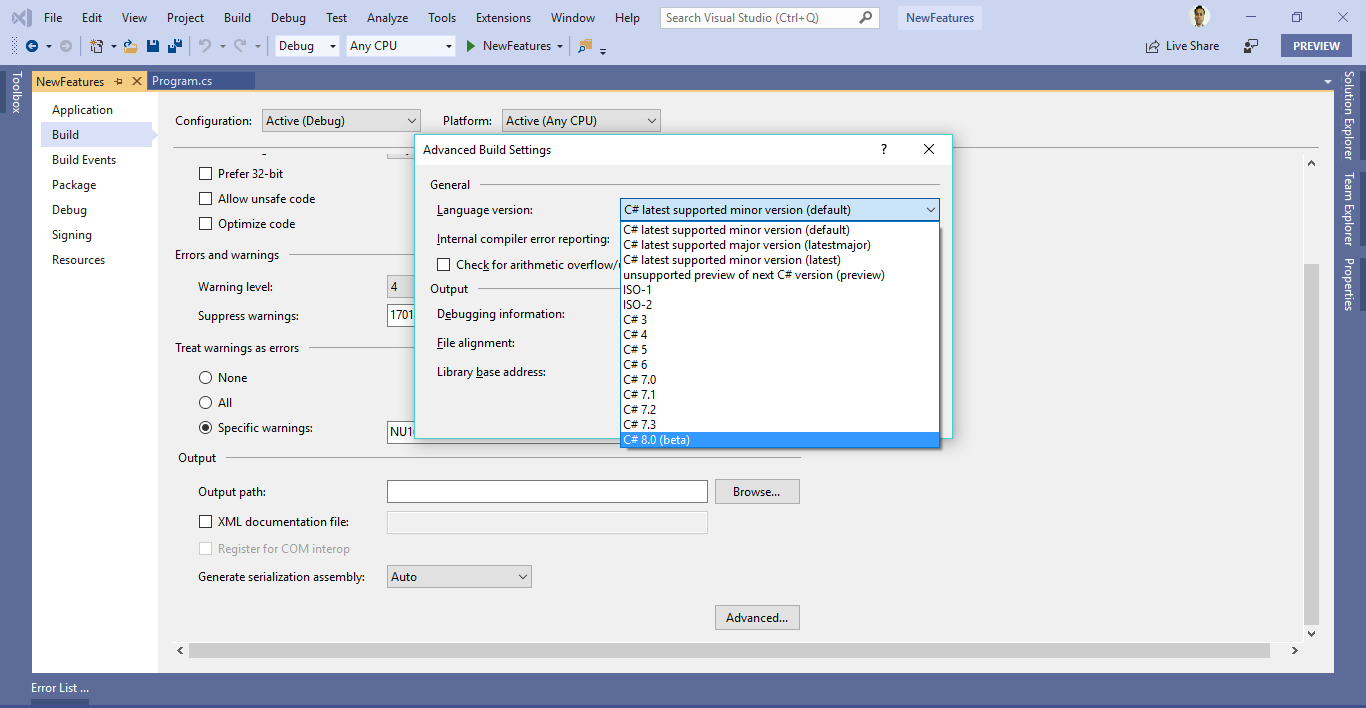 File Edit View Project Build Debug Test Analyze Tools Extensions Window Help Search Visual Studio (Ctrl+Q) NewFeatures
Debug Any CPU NewFeatures Live Share PREVIEW
Toolbox
NewFeatures Program.cs
Solution Explorer
Team Explorer
Properties
Application
Build
Build Events
Package
Debug
Signing
Resources
Configuration: Active (Debug) Platform: Active (Any CPU)
Prefer 32-bit
Allow unsafe code
Optimize code
Errors and warnings
Warning level: 4
Suppress warnings: 1701
Treat warnings as errors
None
All
Specific warnings:
Output
Output path: Browse...
XML documentation file:
Register for COM interop
Generate serialization assembly: Auto
Advanced...
Advanced Build Settings ?
General
Language version: C# latest supported minor version (default)
Internal compiler error reporting:
Check for arithmetic
Output
Debugging information:
File alignment:
Library base address:
C# latest supported minor version (default)
C# latest supported major version (latestmajor)
C# latest supported minor version (latest)
unsupported preview of next C# version (preview)
ISO-1
ISO-2
C# 3
C# 4
C# 5
C# 6
C# 7.0
C# 7.1
C# 7.2
C# 7.3
C# 8.0 (beta)
Error List ...